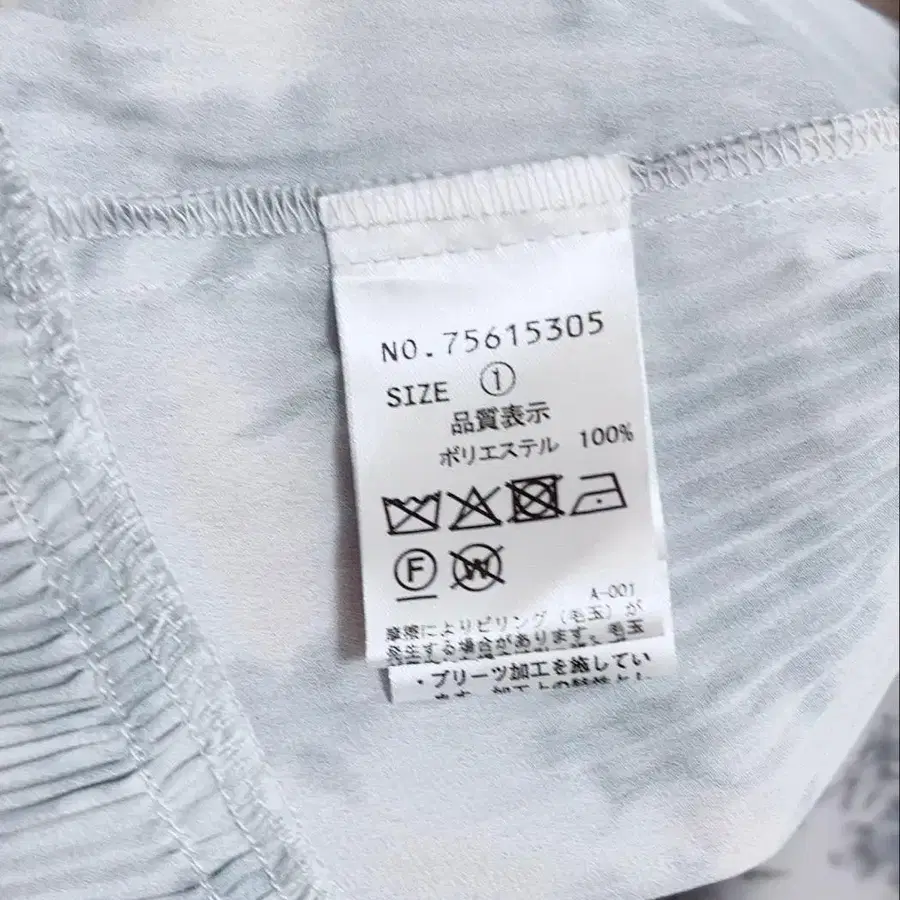 NO.75615305
SIZE ①
品質表示
ポリエステル 100%
F W
A-001
摩擦によりピリング(毛玉)が
発生する場合があります。毛玉
・プリーツ加工を施してい